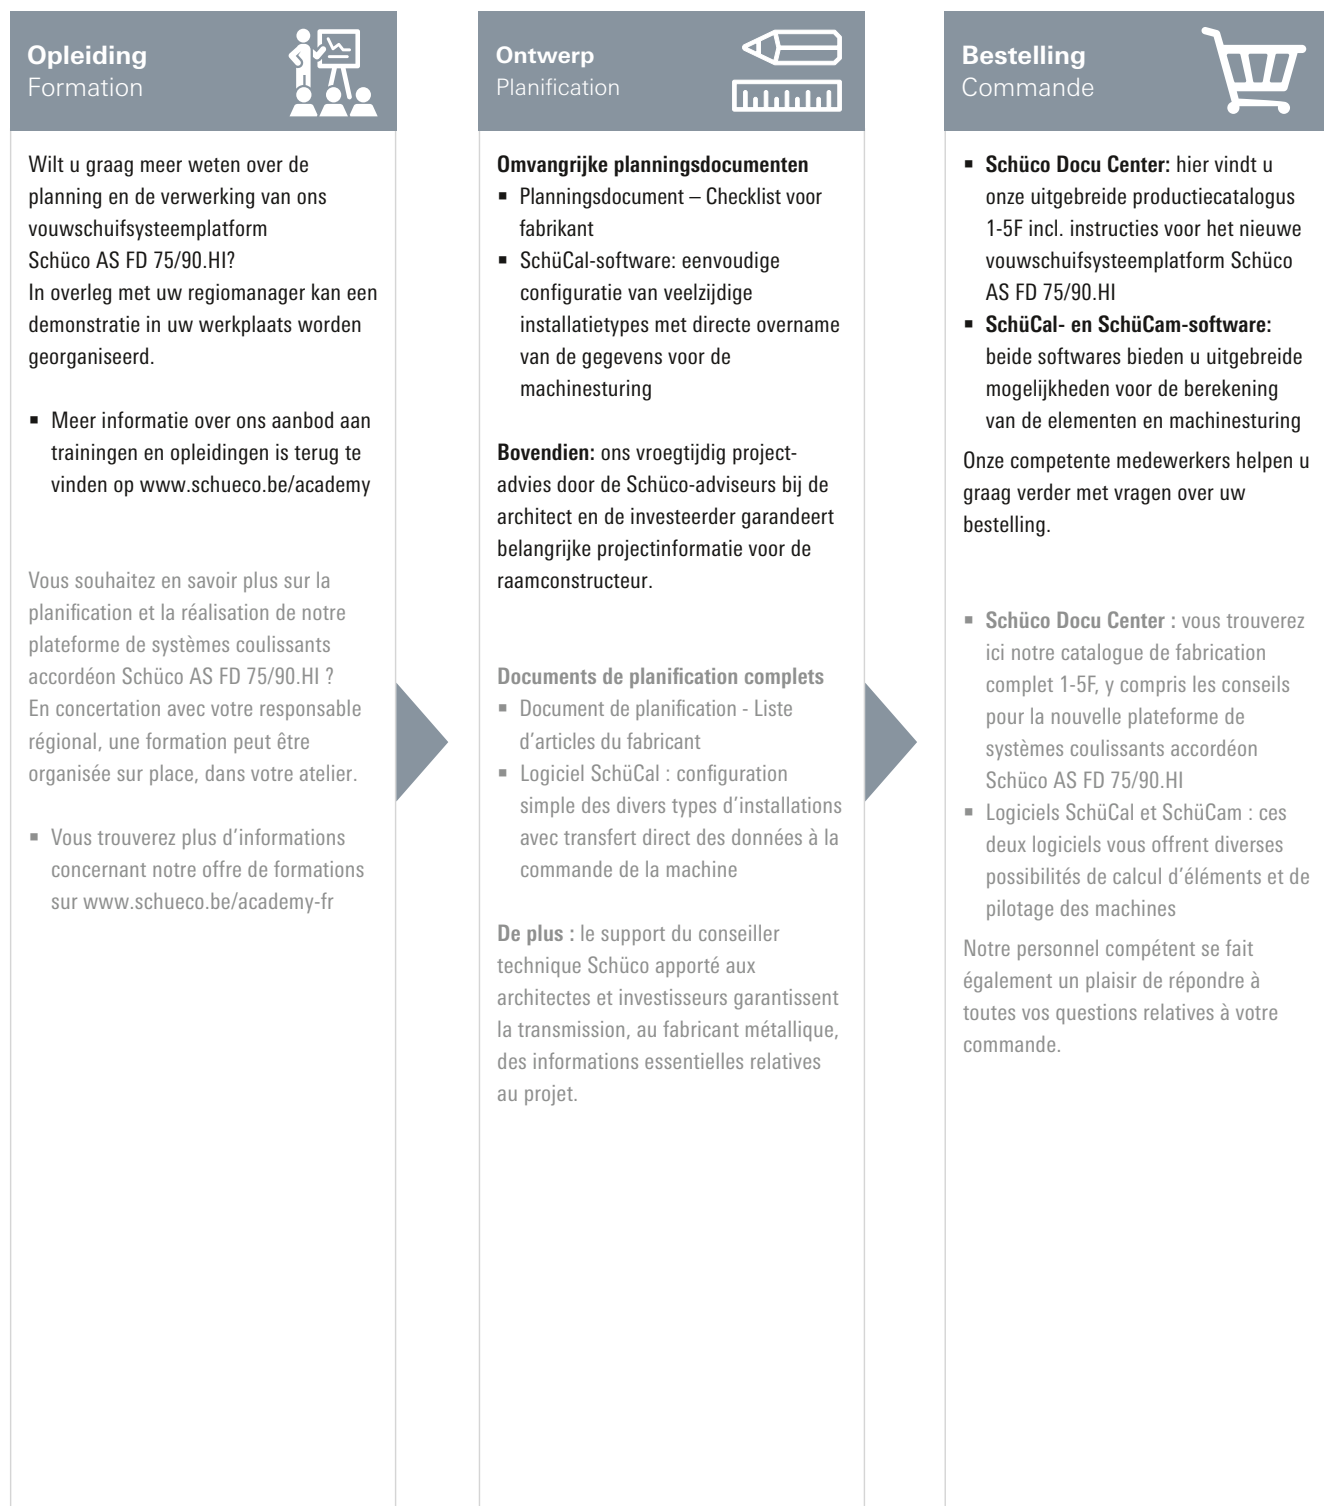 Opleiding
Formation
Wilt u graag meer weten over de
planning en de verwerking van ons
vouwschuifsysteemplatform
Schüco AS FD 75/90.HI?
In overleg met uw regiomanager kan een
demonstratie in uw werkplaats worden
georganiseerd.
▪ Meer informatie over ons aanbod aan
trainingen en opleidingen is terug te
vinden op www.schueco.be/academy
Vous souhaitez en savoir plus sur la
planification et la réalisation de notre
plateforme de systèmes coulissants
accordéon Schüco AS FD 75/90.HI ?
En concertation avec votre responsable
régional, une formation peut être
organisée sur place, dans votre atelier.
▪ Vous trouverez plus d’informations
concernant notre offre de formations
sur www.schueco.be/academy-fr
Ontwerp
Planification
Omvangrijke planningsdocumenten
▪ Planningsdocument – Checklist voor
fabrikant
▪ SchüCal-software: eenvoudige
configuratie van veelzijdige
installatietypes met directe overname
van de gegevens voor de
machinesturing
Bovendien: ons vroegtijdig project-
advies door de Schüco-adviseurs bij de
architect en de investeerder garandeert
belangrijke projectinformatie voor de
raamconstructeur.
Documents de planification complets
▪ Document de planification - Liste
d’articles du fabricant
▪ Logiciel SchüCal : configuration
simple des divers types d’installations
avec transfert direct des données à la
commande de la machine
De plus : le support du conseiller
technique Schüco apporté aux
architectes et investisseurs garantissent
la transmission, au fabricant métallique,
des informations essentielles relatives
au projet.
Bestelling
Commande
▪ Schüco Docu Center: hier vindt u
onze uitgebreide productiecatalogus
1-5F incl. instructies voor het nieuwe
vouwschuifsysteemplatform Schüco
AS FD 75/90.HI
▪ SchüCal- en SchüCam-software:
beide softwares bieden u uitgebreide
mogelijkheden voor de berekening
van de elementen en machinesturing
Onze competente medewerkers helpen u
graag verder met vragen over uw
bestelling.
▪ Schüco Docu Center : vous trouverez
ici notre catalogue de fabrication
complet 1-5F, y compris les conseils
pour la nouvelle plateforme de
systèmes coulissants accordéon
Schüco AS FD 75/90.HI
▪ Logiciels SchüCal et SchüCam : ces
deux logiciels vous offrent diverses
possibilités de calcul d’éléments et de
pilotage des machines
Notre personnel compétent se fait
également un plaisir de répondre à
toutes vos questions relatives à votre
commande.